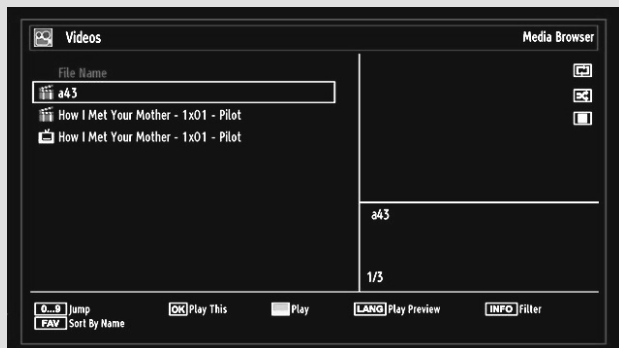 Videos
Media Browser
File Name
a43
How I Met Your Mother - 1x01 - Pilot
How I Met Your Mother - 1x01 - Pilot
a43
1/3
0...9 Jump
OK Play This
Play
LANG Play Preview
INFO Filter
FAV Sort By Name